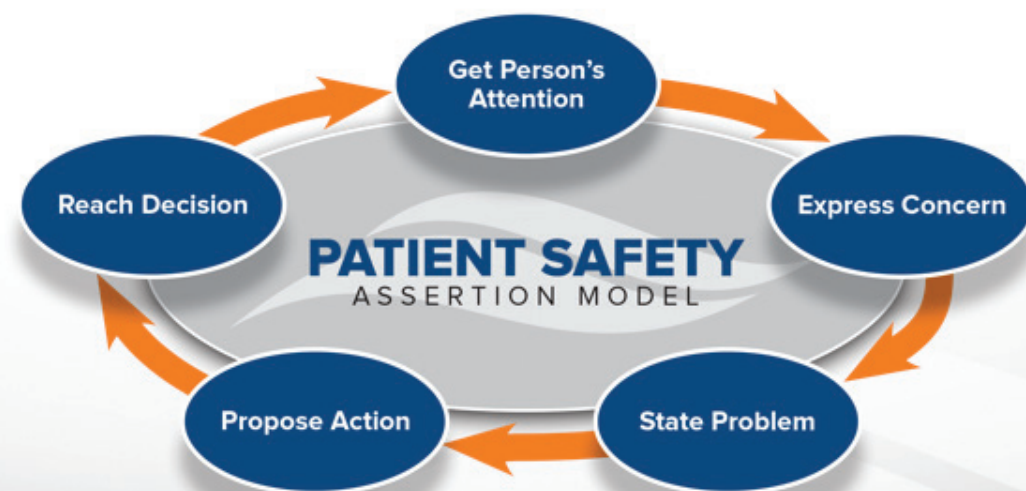 Get Person's
Attention
Express Concern
State Problem
Propose Action
Reach Decision
PATIENT SAFETY
ASSERTION MODEL